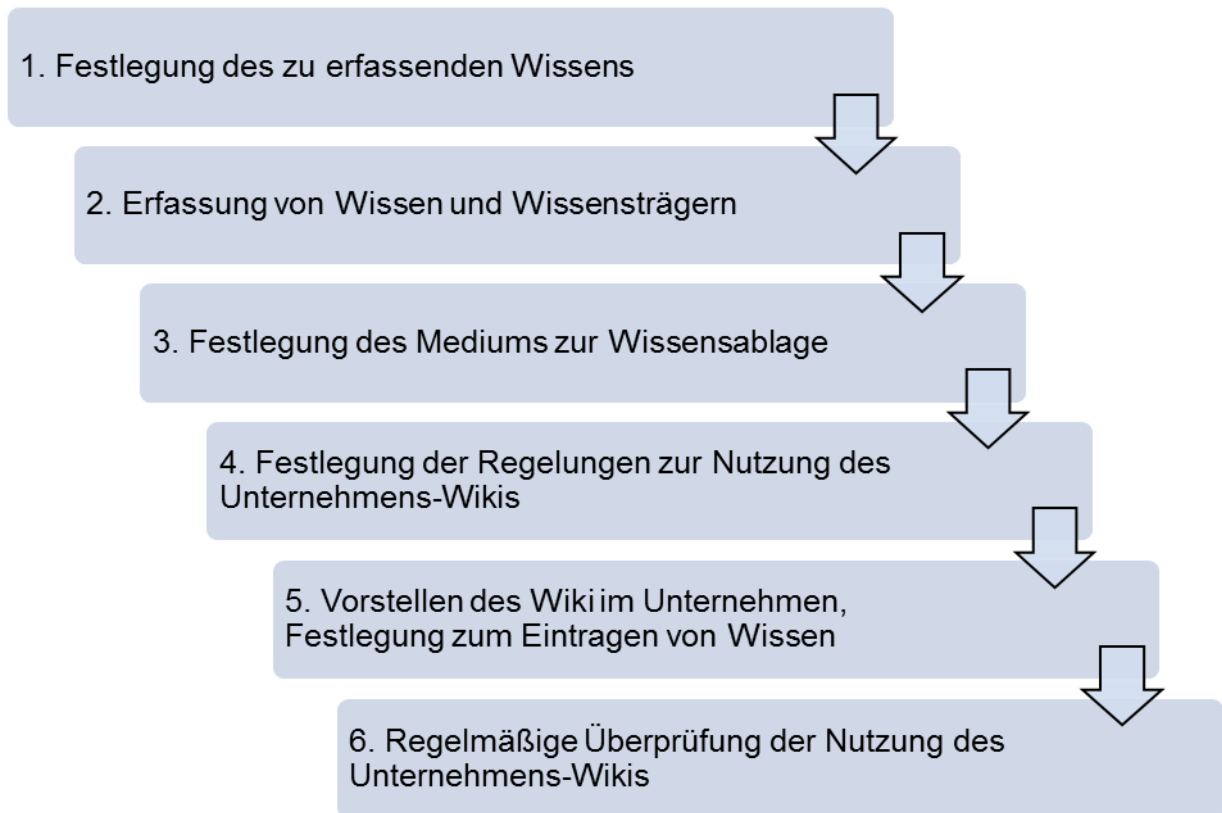 1. Festlegung des zu erfassenden Wissens
2. Erfassung von Wissen und Wissensträgern
3. Festlegung des Mediums zur Wissensablage
4. Festlegung der Regelungen zur Nutzung des
Unternehmens-Wikis
5. Vorstellen des Wiki im Unternehmen,
Festlegung zum Eintragen von Wissen
6. Regelmäßige Überprüfung der Nutzung des
Unternehmens-Wikis